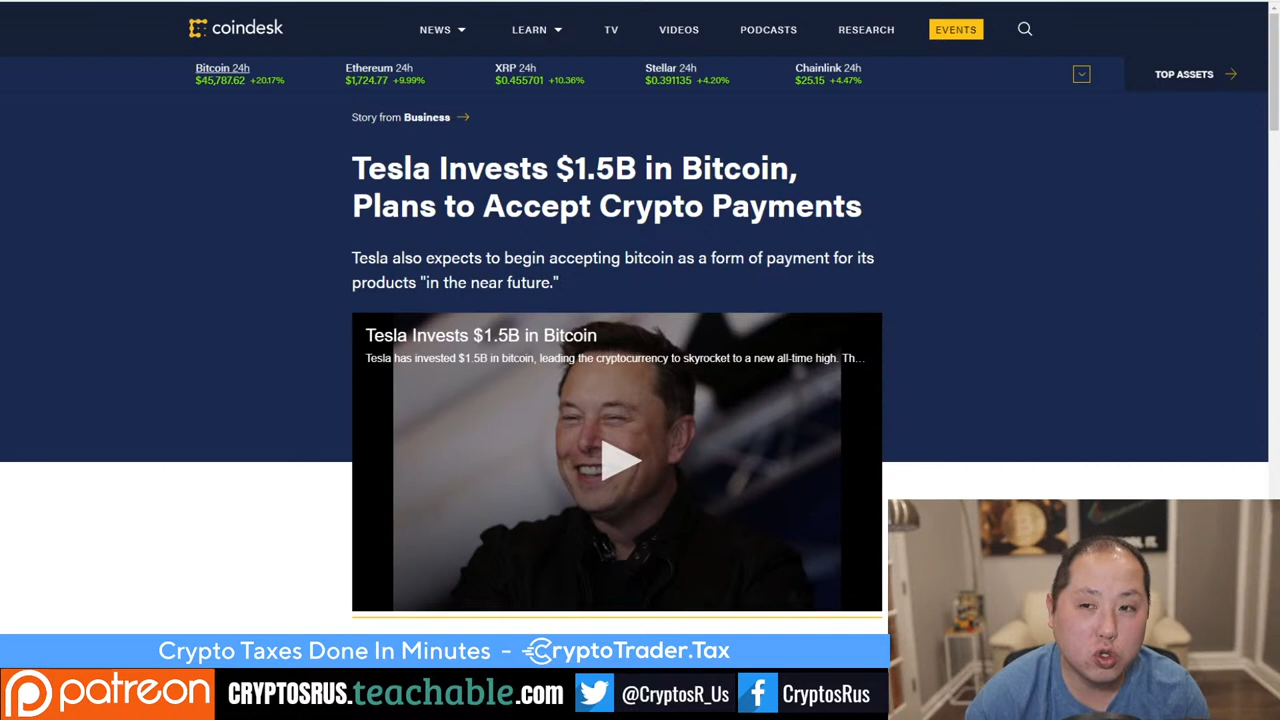 coindesk
NEWS LEARN TV VIDEOS PODCASTS RESEARCH EVENTS
Bitcoin 24h Ethereum 24h XRP 24h Stellar 24h Chainlink 24h
$45,787.62 +20.17% $1,724.77 +9.99% $0.455701 +10.36% $0.391135 +4.20% $25.15 +4.47%
TOP ASSETS
Story from Business
Tesla Invests $1.5B in Bitcoin,
Plans to Accept Crypto Payments
Tesla also expects to begin accepting bitcoin as a form of payment for its
products "in the near future."
Tesla Invests $1.5B in Bitcoin
Tesla has invested $1.5B in bitcoin, leading the cryptocurrency to skyrocket to a new all-time high. Th…
Crypto Taxes Done In Minutes - CryptoTrader.Tax
patreon CRYPTOSRUS.teachable.com @CryptosR_Us CryptosRus